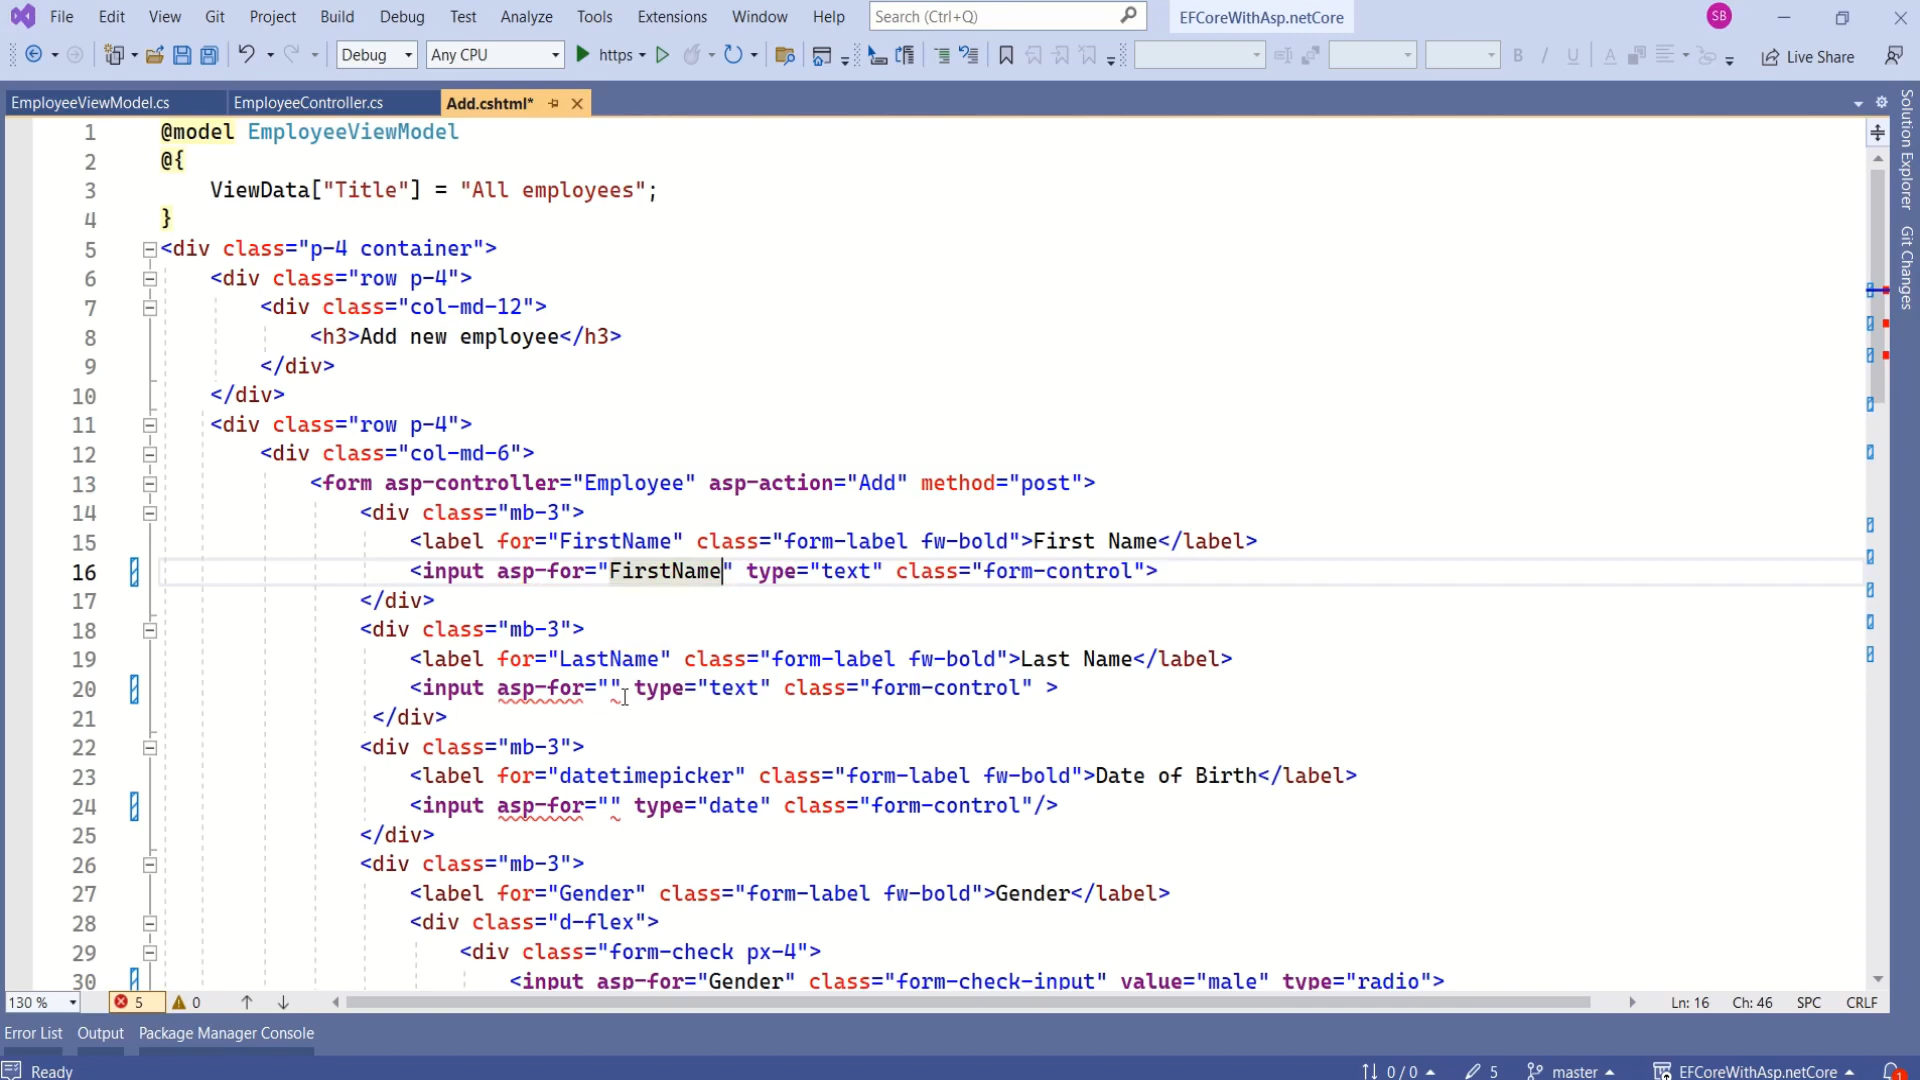 File Edit View Git Project Build Debug Test Analyze Tools Extensions Window Help Search (Ctrl+Q) EFCoreWithAsp.netCore SB
Debug Any CPU https Live Share
EmployeeViewModel.cs EmployeeController.cs Add.cshtml*
1 @model EmployeeViewModel
2 @{
3 ViewData["Title"] = "All employees";
4 }
5 <div class="p-4 container">
6 <div class="row p-4">
7 <div class="col-md-12">
8 <h3>Add new employee</h3>
9 </div>
10 </div>
11 <div class="row p-4">
12 <div class="col-md-6">
13 <form asp-controller="Employee" asp-action="Add" method="post">
14 <div class="mb-3">
15 <label for="FirstName" class="form-label fw-bold">First Name</label>
16 <input asp-for="FirstName" type="text" class="form-control">
17 </div>
18 <div class="mb-3">
19 <label for="LastName" class="form-label fw-bold">Last Name</label>
20 <input asp-for="" type="text" class="form-control" >
21 </div>
22 <div class="mb-3">
23 <label for="datetimepicker" class="form-label fw-bold">Date of Birth</label>
24 <input asp-for="" type="date" class="form-control"/>
25 </div>
26 <div class="mb-3">
27 <label for="Gender" class="form-label fw-bold">Gender</label>
28 <div class="d-flex">
29 <div class="form-check px-4">
30 <input asp-for="Gender" class="form-check-input" value="male" type="radio">
Solution Explorer
Git Changes
130 % 5 0 Ln: 16 Ch: 46 SPC CRLF
Error List Output Package Manager Console
Ready 0 / 0 5 master EFCoreWithAsp.netCore 1